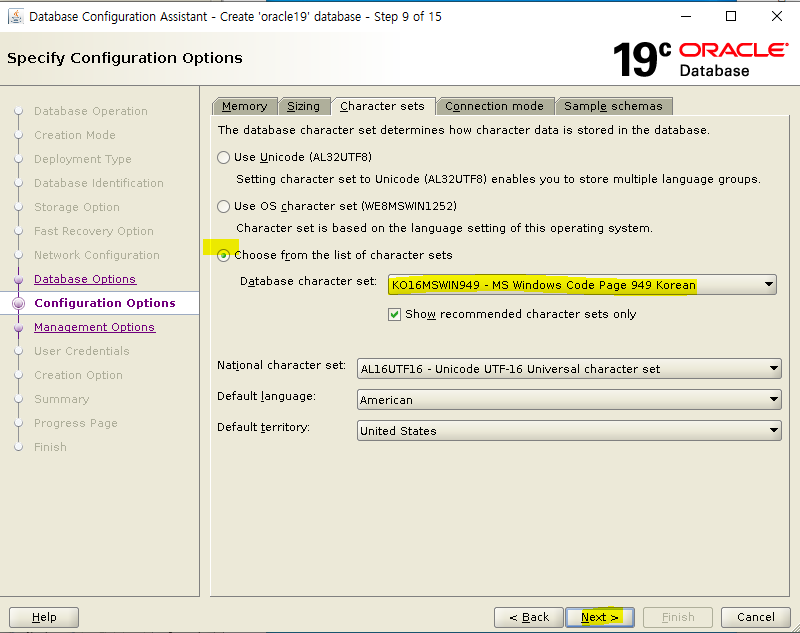 Database Configuration Assistant - Create 'oracle19' database - Step 9 of 15
Specify Configuration Options
19c ORACLE
Database
Database Operation
Creation Mode
Deployment Type
Database Identification
Storage Option
Fast Recovery Option
Network Configuration
Database Options
Configuration Options
Management Options
User Credentials
Creation Option
Summary
Progress Page
Finish
Memory Sizing Character sets Connection mode Sample schemas
The database character set determines how character data is stored in the database.
Use Unicode (AL32UTF8)
Setting character set to Unicode (AL32UTF8) enables you to store multiple language groups.
Use OS character set (WE8MSWIN1252)
Character set is based on the language setting of this operating system.
Choose from the list of character sets
Database character set: KO16MSWIN949 - MS Windows Code Page 949 Korean
Show recommended character sets only
National character set: AL16UTF16 - Unicode UTF-16 Universal character set
Default language: American
Default territory: United States
Help < Back Next > Finish Cancel